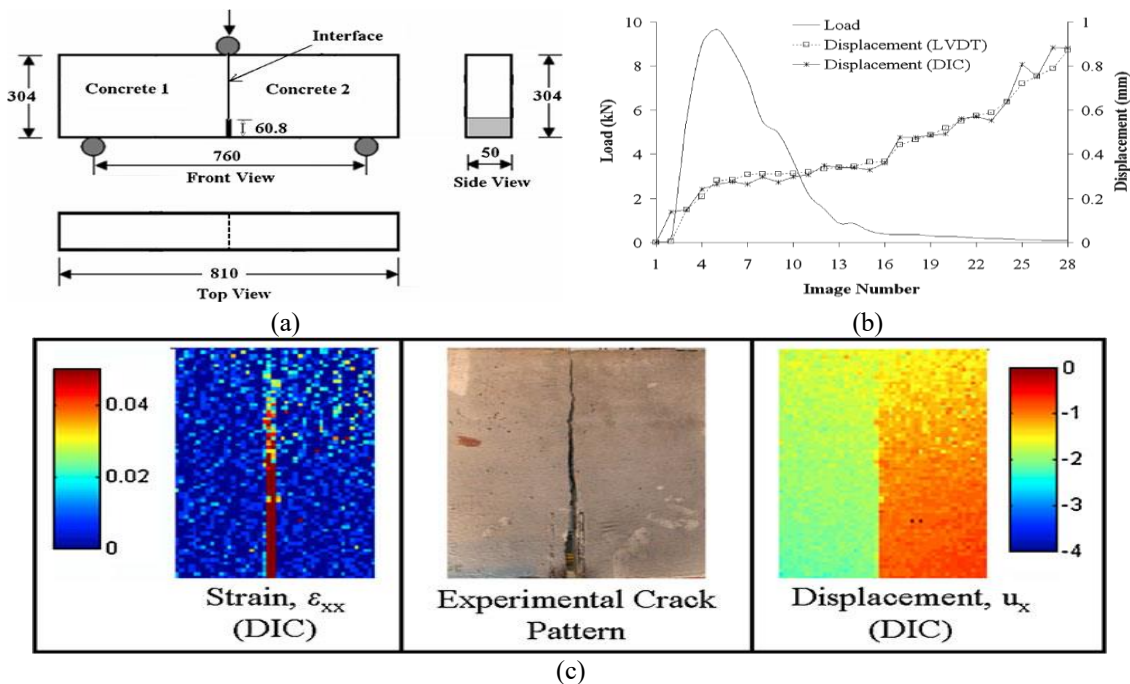 Interface
Concrete 1
Concrete 2
304
60.8
760
Front View
304
50
Side View
810
Top View
(a)
10
8
6
4
2
0
Load (kN)
Load
Displacement (LVDT)
Displacement (DIC)
1
0.8
0.6
0.4
0.2
0
Displacement (mm)
1 4 7 10 13 16 19 22 25 28
Image Number
(b)
0.04
0.02
0
Strain, εxx
(DIC)
Experimental Crack
Pattern
0
-1
-2
-3
-4
Displacement, ux
(DIC)
(c)